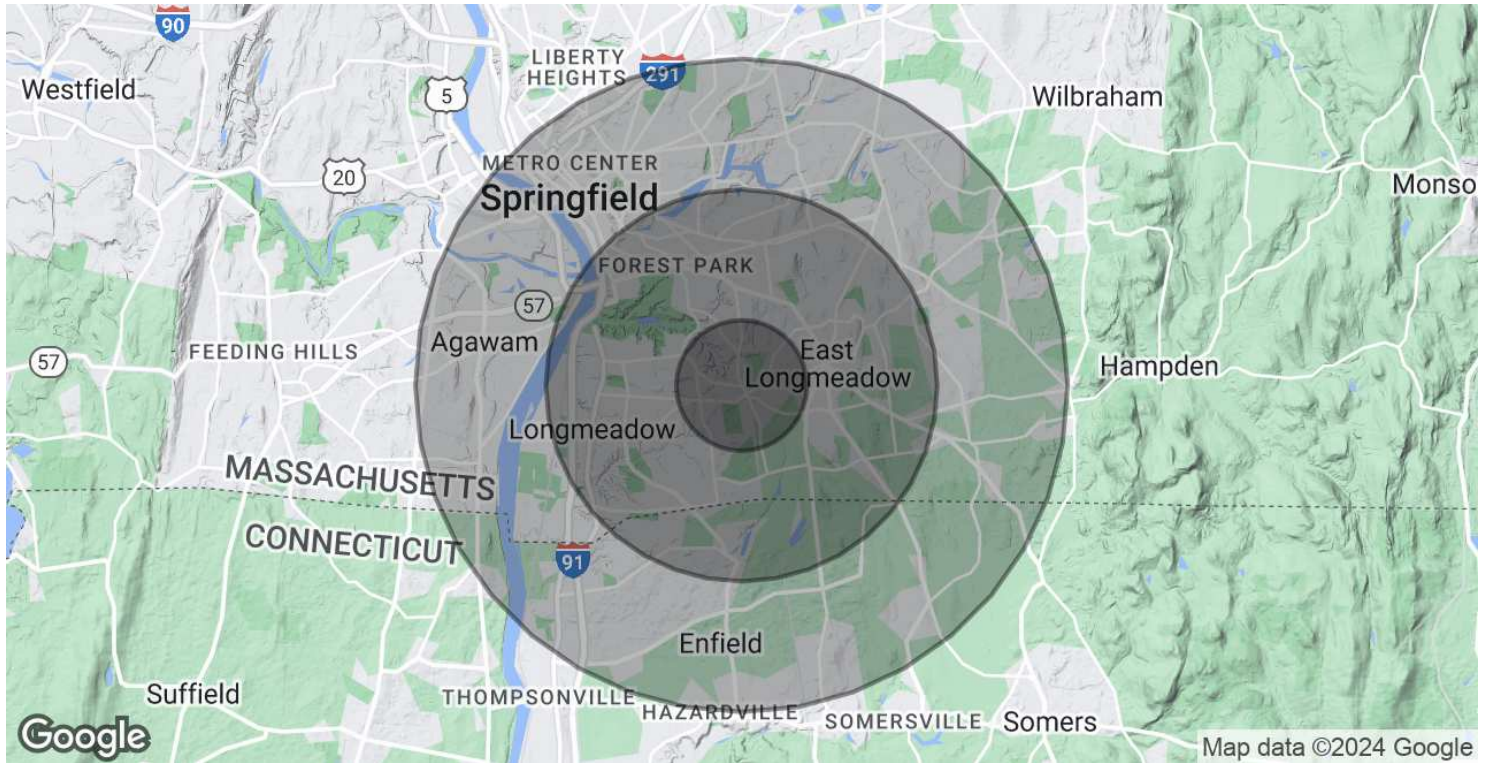 90
LIBERTY
HEIGHTS
291
Westfield
5
Wilbraham
METRO CENTER
20
Springfield
Monso
FOREST PARK
57
Agawam
East
Longmeadow
FEEDING HILLS
57
Hampden
Longmeadow
MASSACHUSETTS
CONNECTICUT
91
Enfield
Suffield
THOMPSONVILLE
HAZARDVILLE
SOMERSVILLE
Somers
Google
Map data ©2024 Google